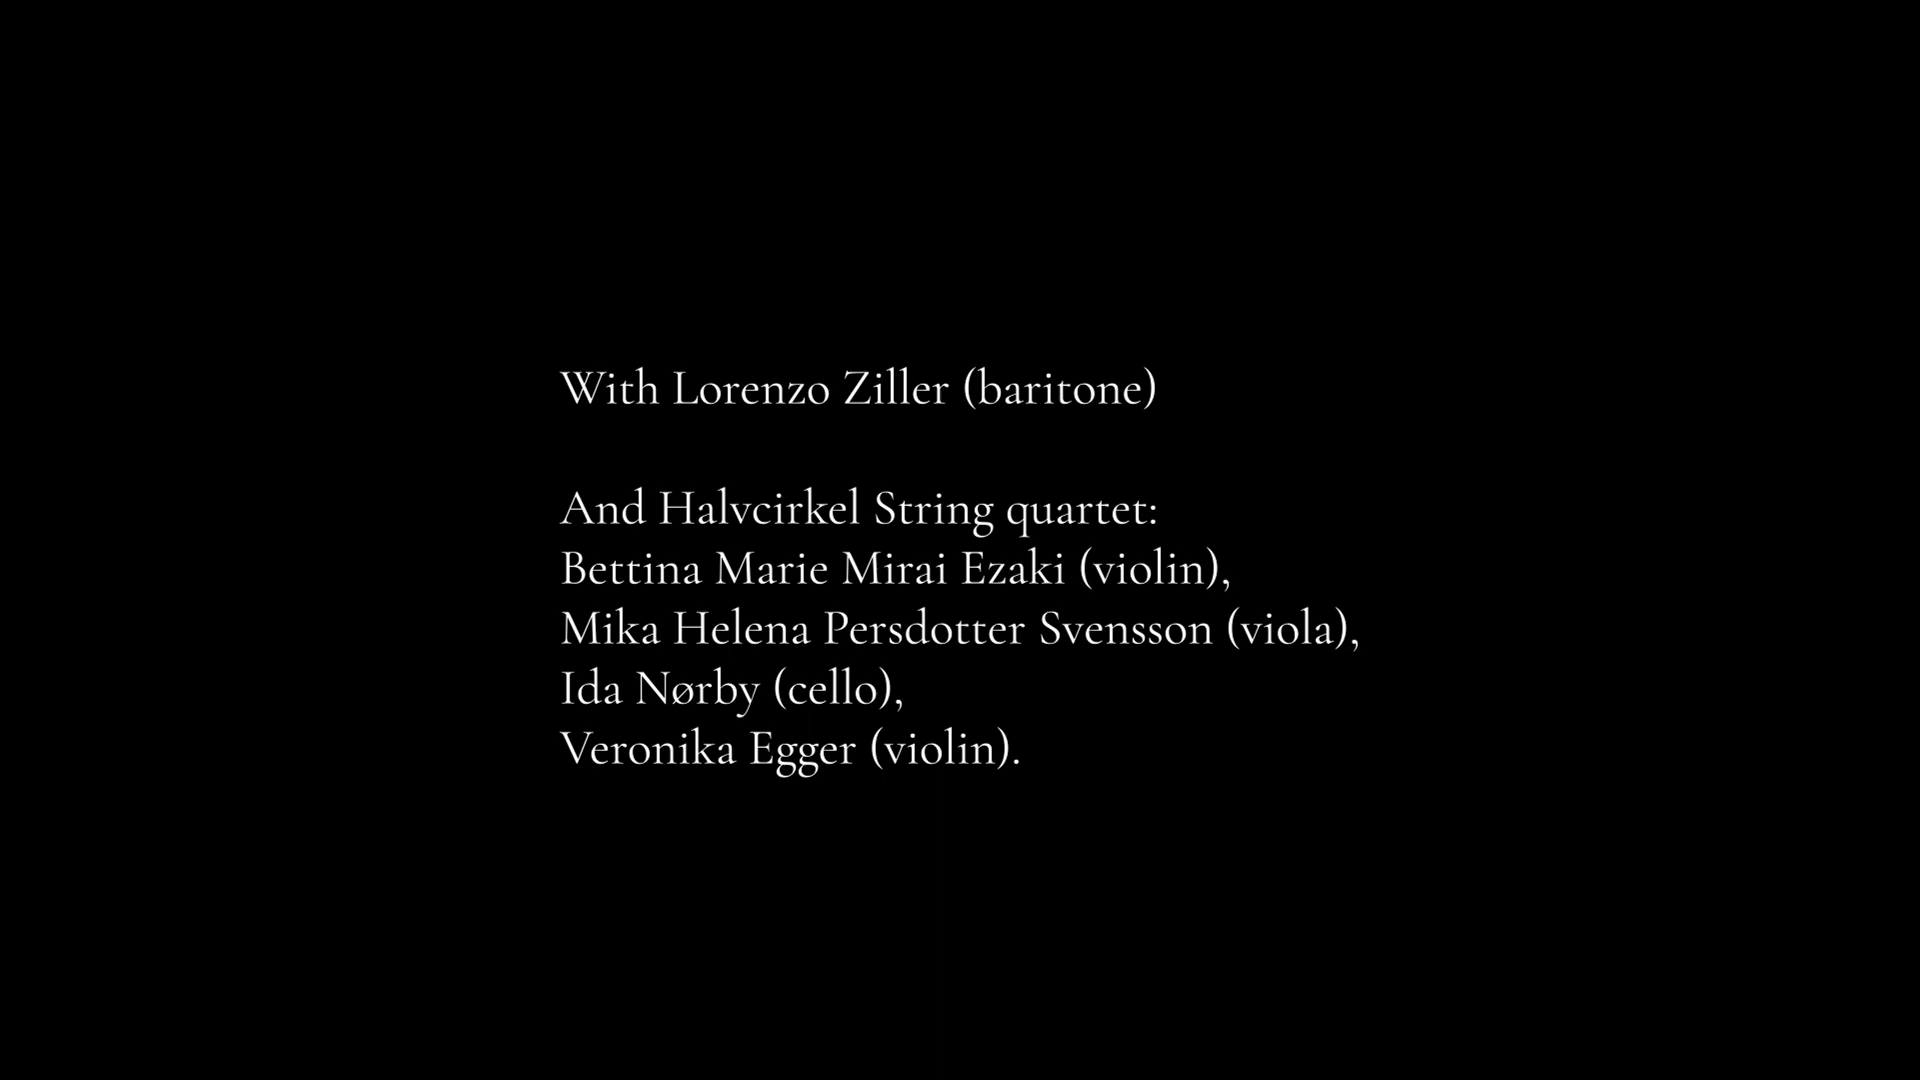 With Lorenzo Ziller (baritone)
And Halvcirkel String quartet:
Bettina Marie Mirai Ezaki (violin),
Mika Helena Persdotter Svensson (viola),
Ida Nørby (cello),
Veronika Egger (violin).